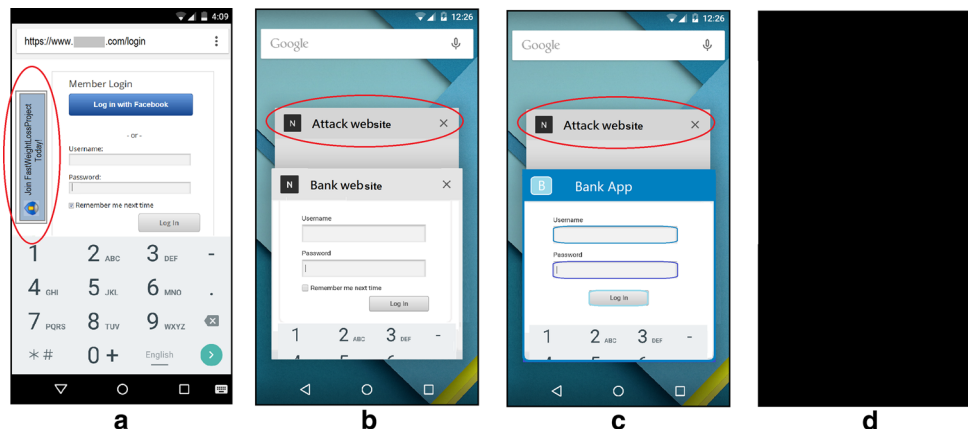 4:09
https://www. .com/login
Member Login
Log in with Facebook
- or -
Username:
Password:
Remember me next time
Log In
Join FastWeightLossProject
Today!
1 2 ABC 3 DEF -
4 GHI 5 JKL 6 MNO .
7 PQRS 8 TUV 9 WXYZ
*# 0 + English
a
12:26
Google
N Attack website ×
N Bank website ×
Username
Password
Remember me next time
Log In
1 2 ABC 3 DEF -
b
12:26
Google
N Attack website ×
B Bank App
Username
Password
Log In
1 2 ABC 3 DEF -
c
d